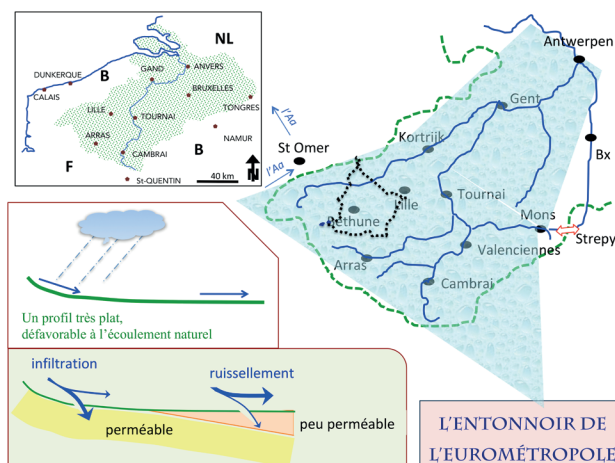 NL
B
DUNKERQUE
GAND
ANVERS
CALAIS
BRUXELLES
LILLE
TOURNAI
TONGRES
ARRAS
NAMUR
CAMBRAI
F
B
St-QUENTIN
40 km
N
l'Aa
l'Aa
St Omer
Antwerpen
Gent
Kortrijk
Bx
Lille
Tournai
Béthune
Mons
Strepy
Valenciennes
Arras
Cambrai
Un profil très plat,
défavorable à l'écoulement naturel
infiltration
ruissellement
perméable
peu perméable
L'ENTONNOIR DE
L'EUROMÉTROPOLE